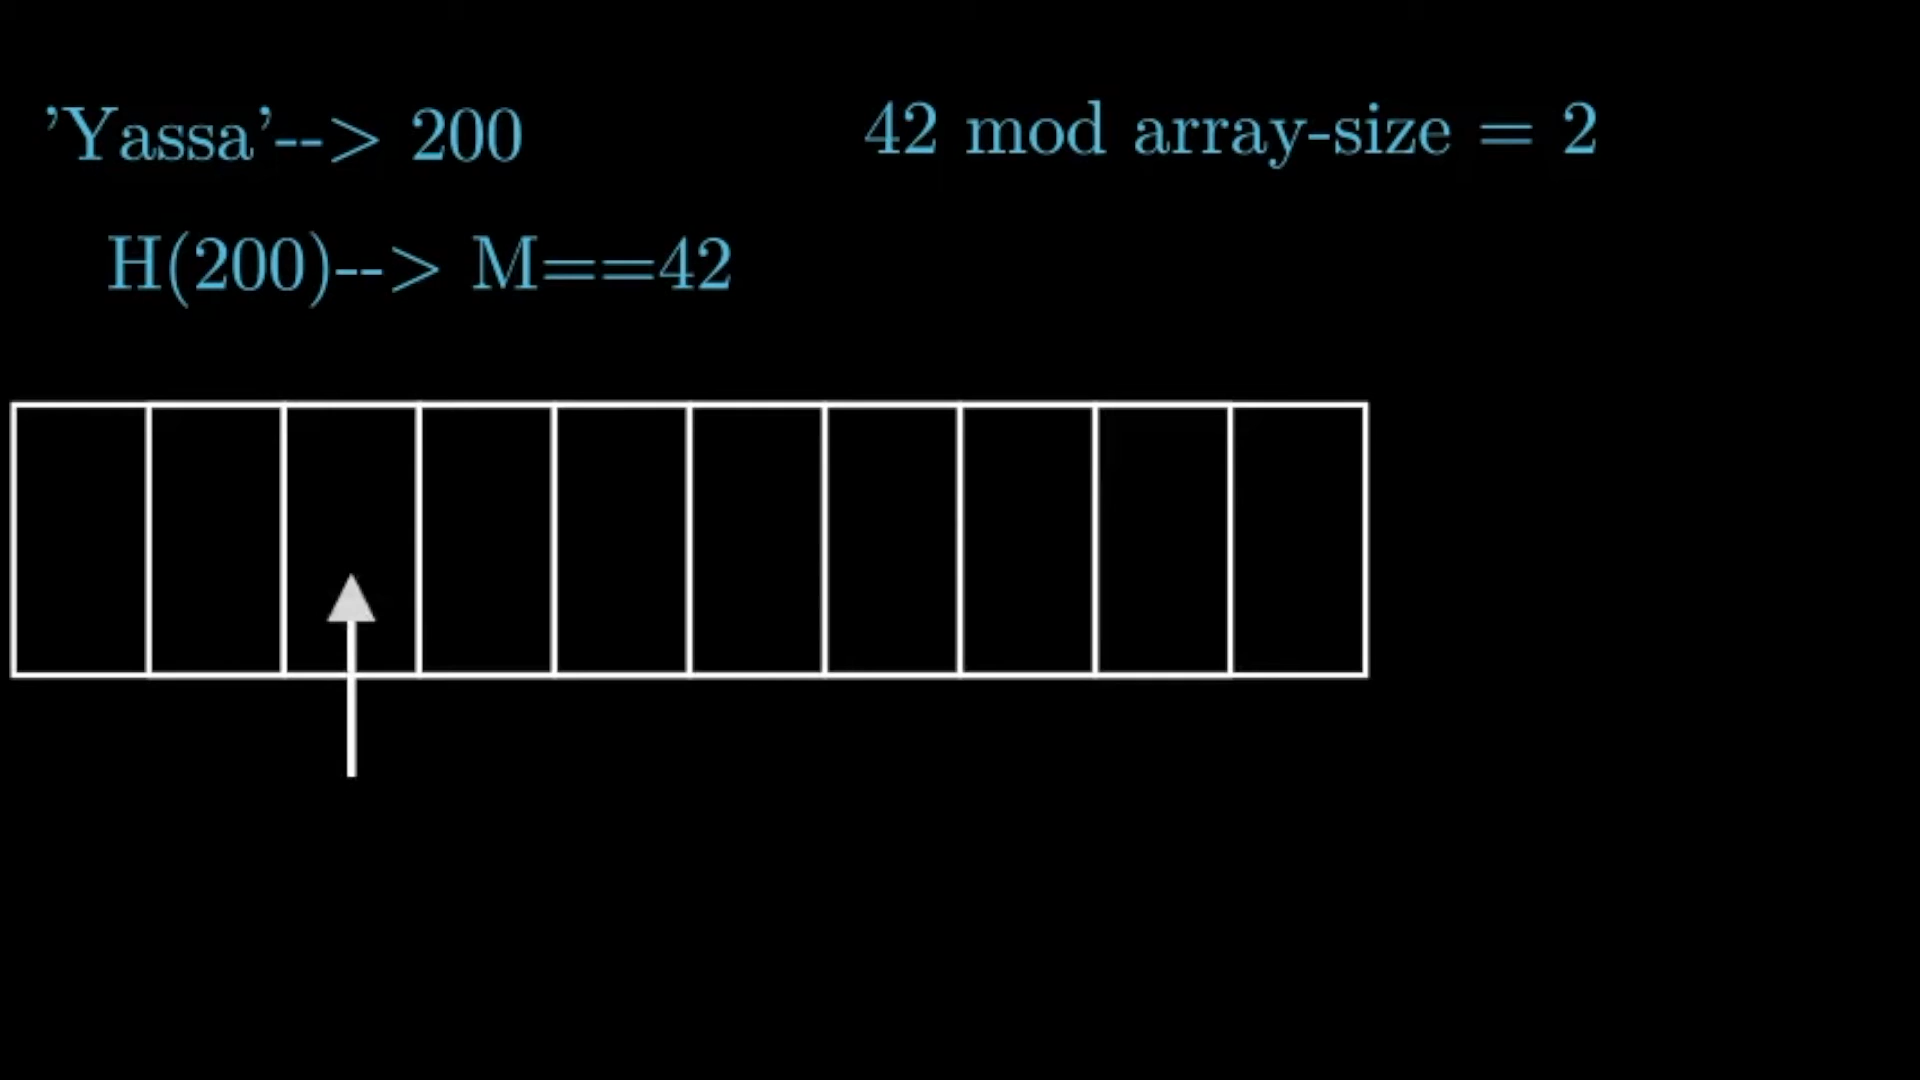 ’Yassa’--> 200
42 mod array-size = 2
H(200)--> M==42